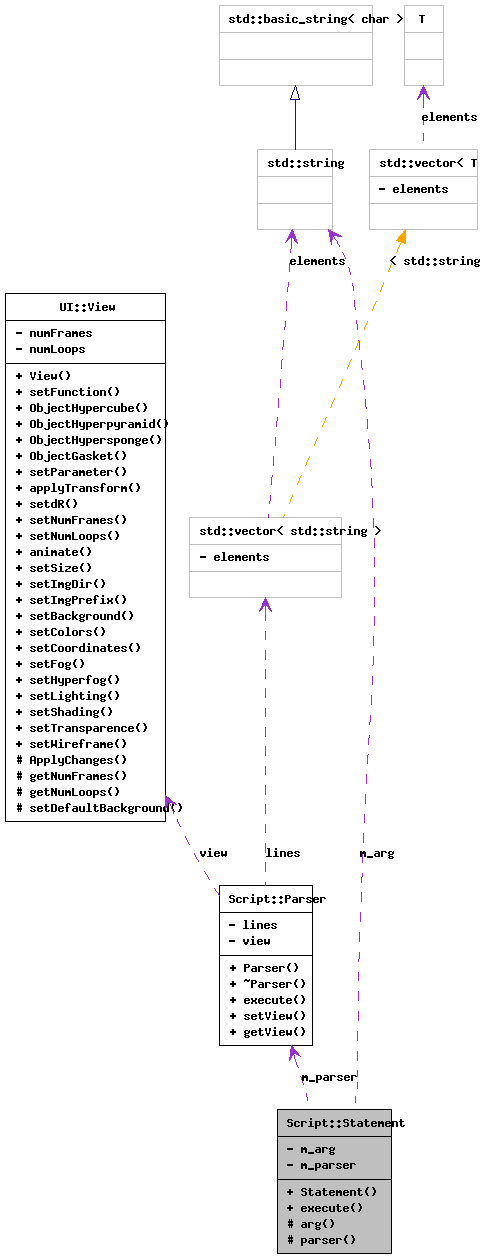 std::basic_string< char >
T
elements
std::string
std::vector< T
- elements
elements
< std::string
UI::View
- numFrames
- numLoops
+ View()
+ setFunction()
+ ObjectHypercube()
+ ObjectHyperpyramid()
+ ObjectHypersponge()
+ ObjectGasket()
+ setParameter()
+ applyTransform()
+ setdR()
+ setNumFrames()
+ setNumLoops()
+ animate()
+ setSize()
+ setImgDir()
+ setImgPrefix()
+ setBackground()
+ setColors()
+ setCoordinates()
+ setFog()
+ setHyperfog()
+ setLighting()
+ setShading()
+ setTransparence()
+ setWireframe()
# ApplyChanges()
# getNumFrames()
# getNumLoops()
# setDefaultBackground()
std::vector< std::string >
- elements
view
lines
m_arg
Script::Parser
- lines
- view
+ Parser()
+ ~Parser()
+ execute()
+ setView()
+ getView()
m_parser
Script::Statement
- m_arg
- m_parser
+ Statement()
+ execute()
# arg()
# parser()